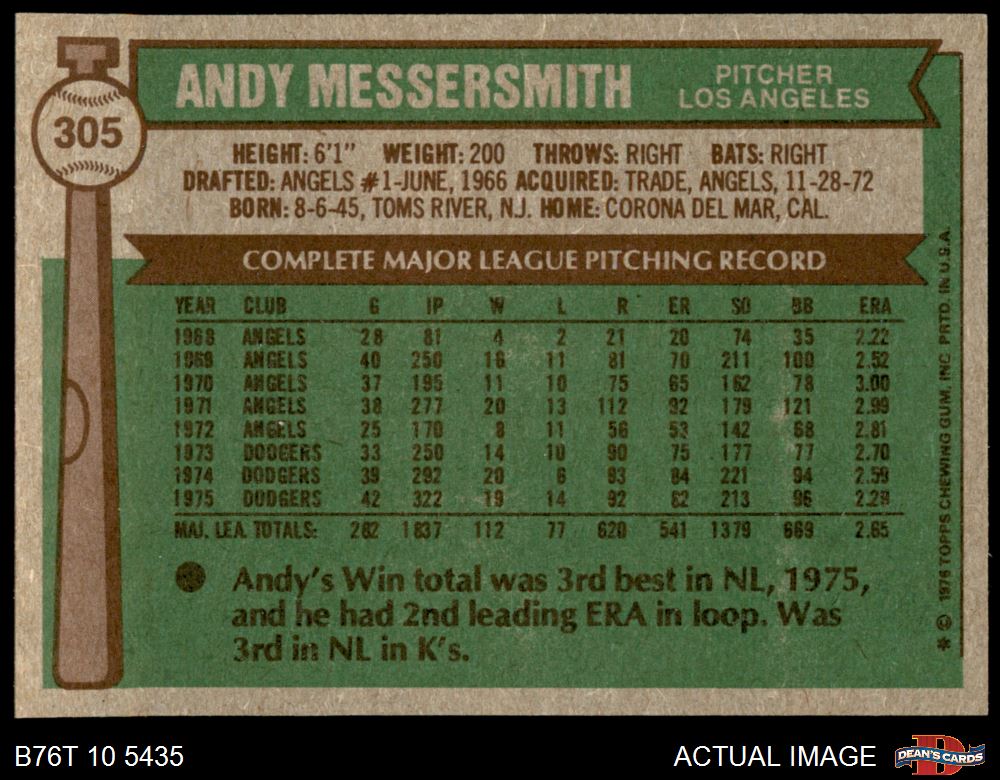 305
ANDY MESSERSMITH
PITCHER
LOS ANGELES
HEIGHT: 6'1" WEIGHT: 200 THROWS: RIGHT BATS: RIGHT
DRAFTED: ANGELS #1-JUNE, 1966 ACQUIRED: TRADE, ANGELS, 11-28-72
BORN: 8-6-45, TOMS RIVER, N.J. HOME: CORONA DEL MAR, CAL.
COMPLETE MAJOR LEAGUE PITCHING RECORD
YEAR CLUB G IP W L R ER SO BB ERA
1968 ANGELS 28 81 4 2 21 20 74 35 2.22
1969 ANGELS 40 250 16 11 81 70 211 100 2.52
1970 ANGELS 37 195 11 10 75 65 162 78 3.00
1971 ANGELS 38 277 20 13 112 92 179 121 2.99
1972 ANGELS 25 170 8 11 56 53 142 68 2.81
1973 DODGERS 33 250 14 10 90 75 177 77 2.70
1974 DODGERS 39 292 20 6 93 84 221 94 2.59
1975 DODGERS 42 322 19 14 92 82 213 96 2.29
MAJ. LEA. TOTALS: 282 1837 112 77 620 541 1379 669 2.65
Andy's Win total was 3rd best in NL, 1975,
and he had 2nd leading ERA in loop. Was
3rd in NL in K's.
* © 1976 TOPPS CHEWING GUM, INC. PRTD. IN U.S.A.
B76T 10 5435
ACTUAL IMAGE
D
DEAN'S CARDS